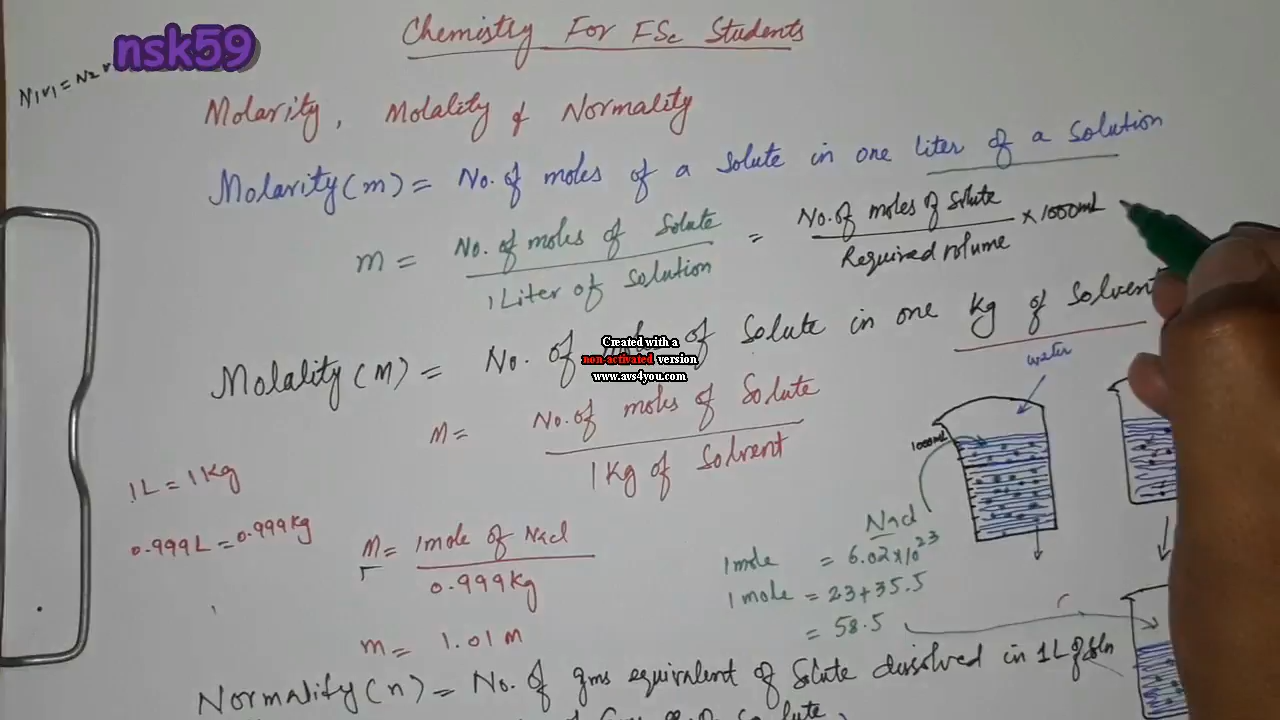 nsk59
Chemistry For FSc Students
N1V1 = N2
Molarity, Molality & Normality
Molarity (m) = No. of moles of a solute in one liter of a solution
m = No. of moles of Solute / 1 Liter of Solution = No. of moles of Solute / Required volume × 1000mL
Created with a
non-activated version
www.avs4you.com
Molality (m) = No. of of solute in one kg of solvent
water
M = No. of moles of Solute / 1 Kg of Solvent
1000mL
1L = 1Kg
0.999L = 0.999Kg
M = 1mole of Nacl / 0.999Kg
m = 1.01 M
Nacl
1mole = 6.02×10^23
1mole = 23+35.5
= 58.5
Normality (n) = No. of gms equivalent of Solute dissolved in 1L of Soln
of solute